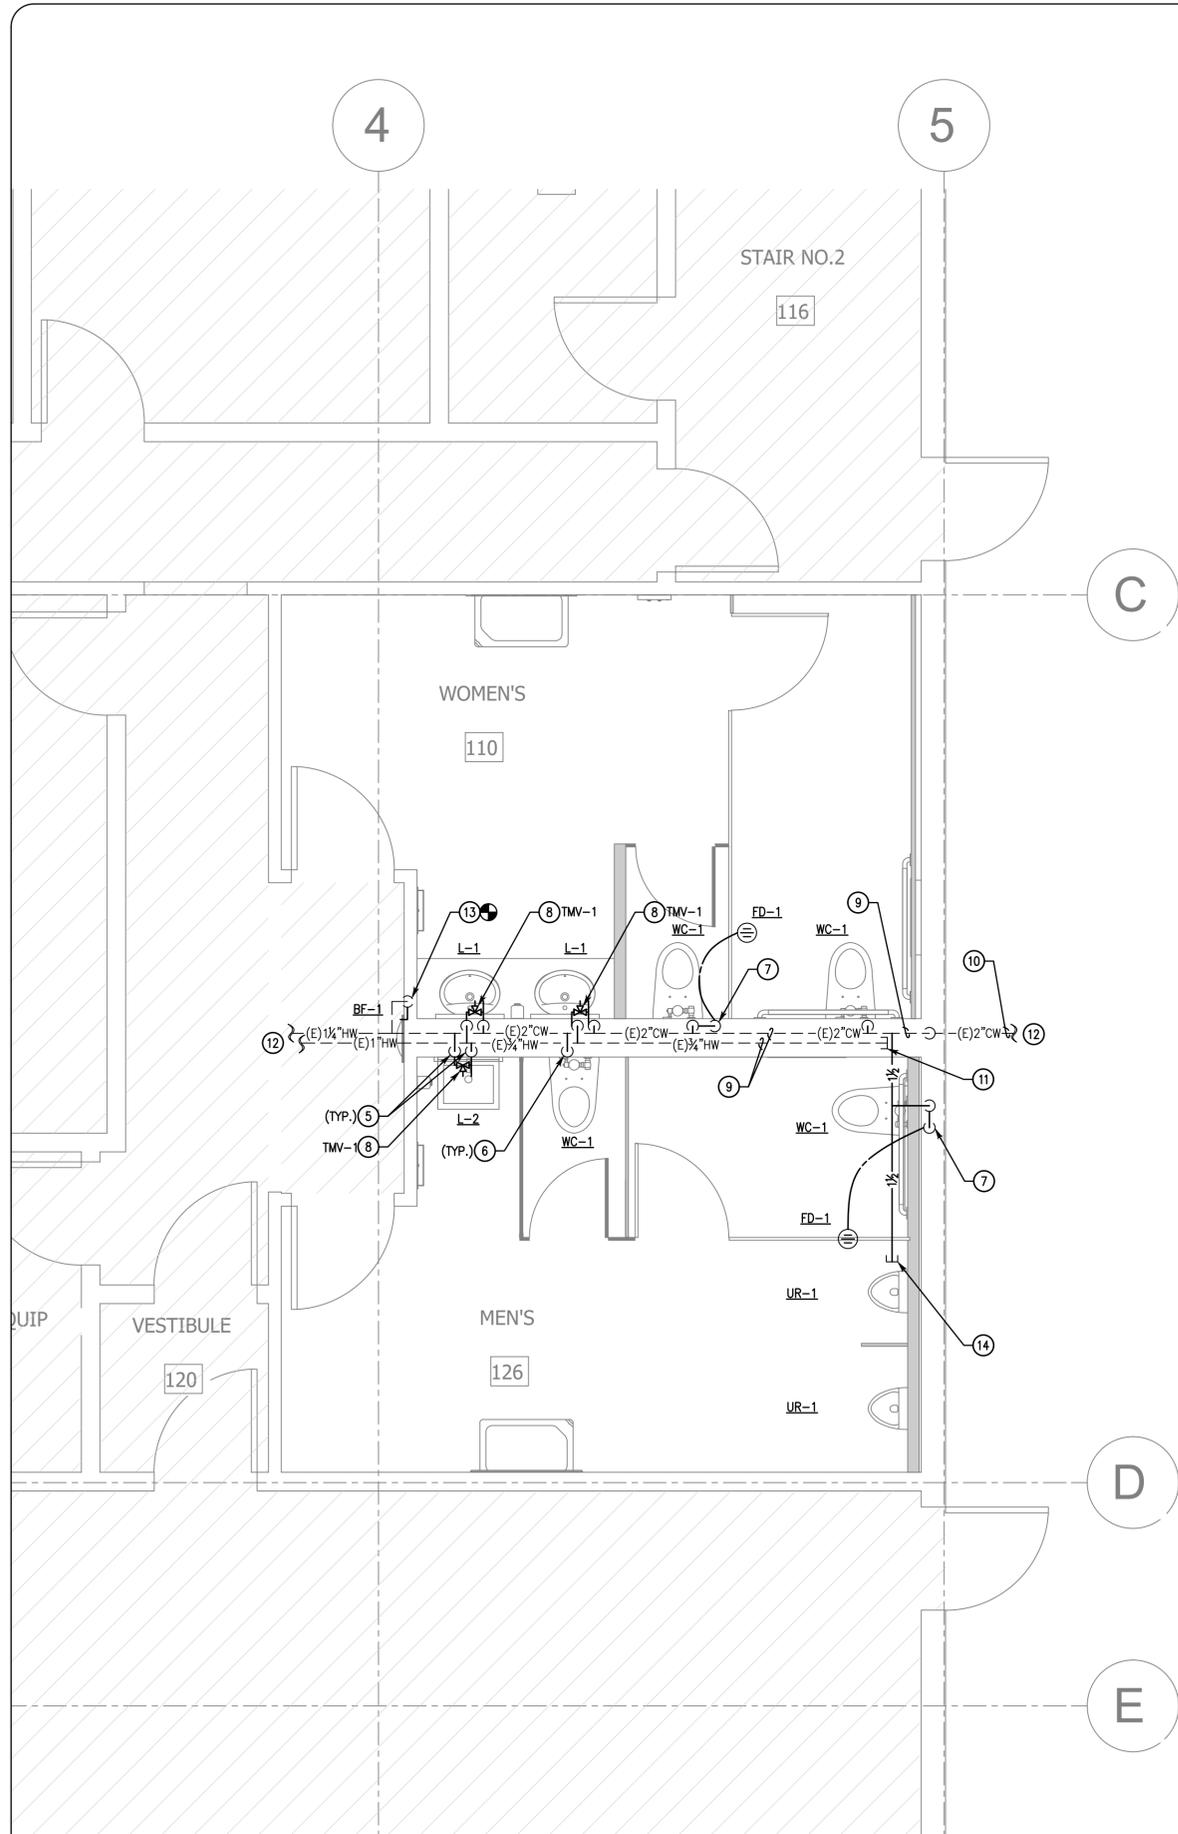 4
5
STAIR NO.2
116
C
WOMEN'S
110
9
13
8 TMV-1
8 TMV-1
FD-1
WC-1
WC-1
L-1
L-1
10
7
BF-1
(E)1¼"HW
(E)2"CW
(E)2"CW
(E)2"CW
(E)2"CW
12
12
(E)1"HW
(E)¾"HW
(E)¾"HW
9
11
1½
(TYP.) 5
L-2
WC-1
WC-1
TMV-1 8
(TYP.) 6
1½
7
FD-1
UR-1
QUIP
VESTIBULE
MEN'S
14
120
126
UR-1
D
E